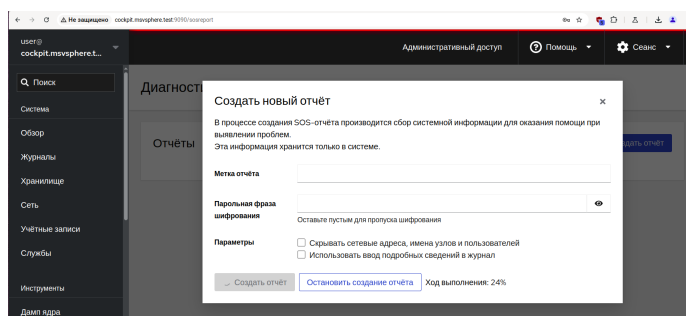 Не защищено cockpit.msvsphere.test:9090/sosreport
user@
cockpit.msvsphere.t...
Административный доступ
Помощь
Сеанс
Поиск
Система
Обзор
Журналы
Хранилище
Сеть
Учётные записи
Службы
Инструменты
Дамп ядра
Диагност
Отчёты
здать отчёт
Создать новый отчёт
В процессе создания SOS-отчёта производится сбор системной информации для оказания помощи при
выявлении проблем.
Эта информация хранится только в системе.
Метка отчёта
Парольная фраза
шифрования
Оставьте пустым для пропуска шифрования
Параметры
Скрывать сетевые адреса, имена узлов и пользователей
Использовать ввод подробных сведений в журнал
Создать отчёт
Остановить создание отчёта
Ход выполнения: 24%